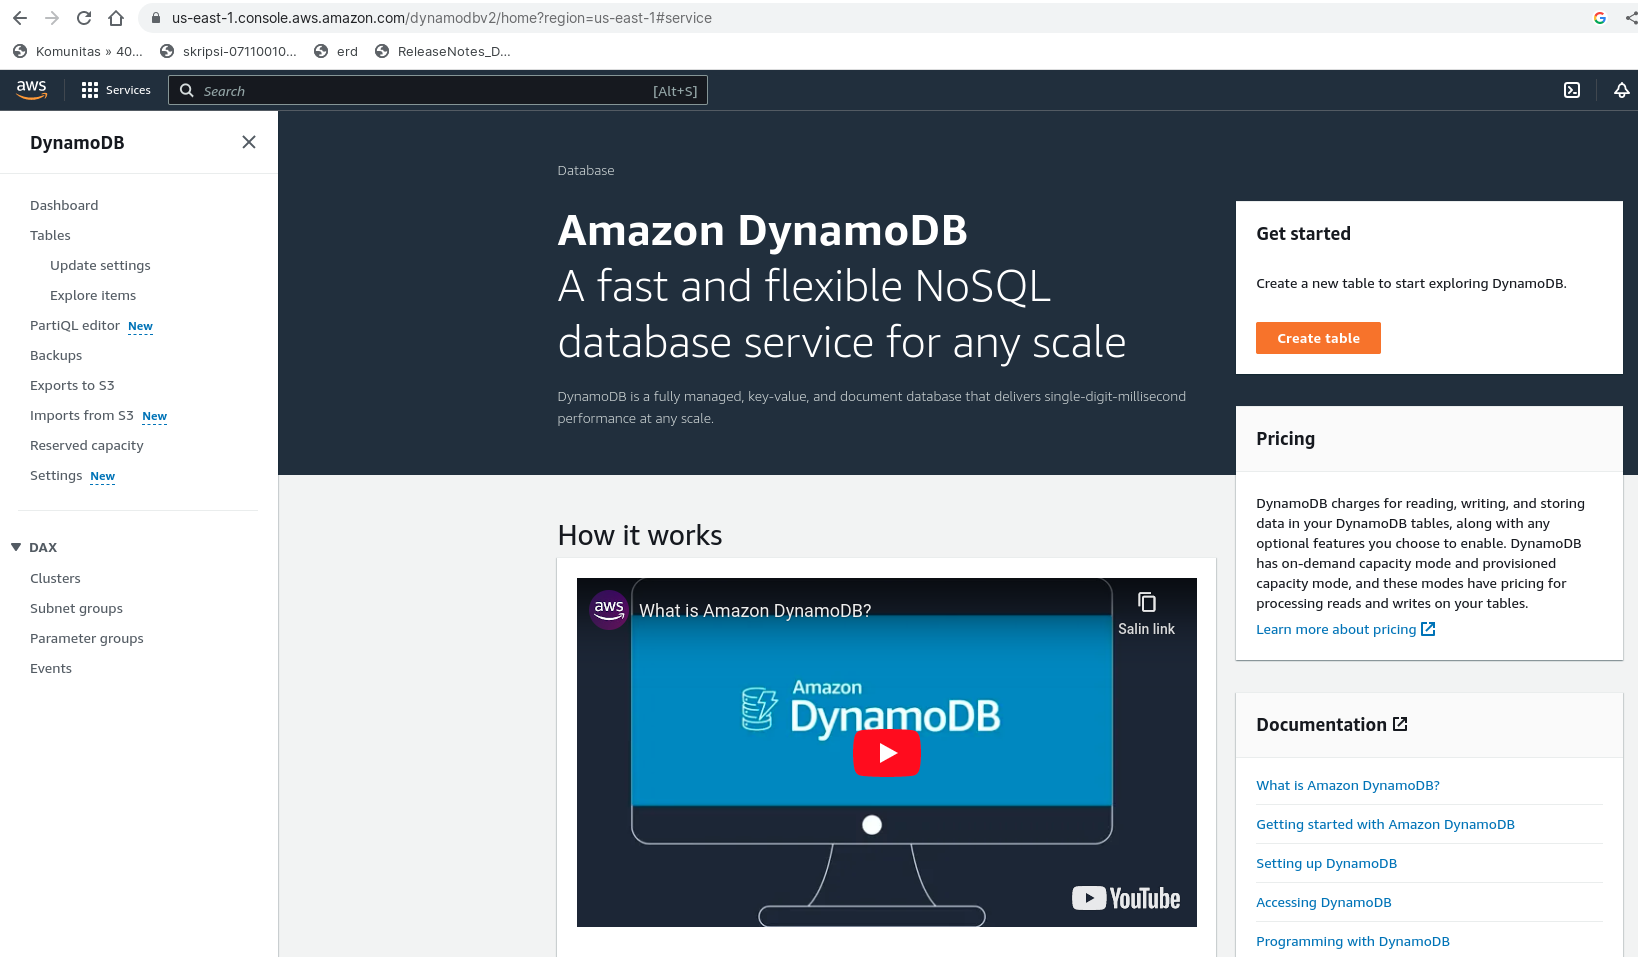 us-east-1.console.aws.amazon.com/dynamodbv2/home?region=us-east-1#service
Komunitas » 40...
skripsi-07110010...
erd
ReleaseNotes_D...
aws
Services
Search
[Alt+S]
DynamoDB
Dashboard
Tables
Update settings
Explore items
PartiQL editor New
Backups
Exports to S3
Imports from S3 New
Reserved capacity
Settings New
DAX
Clusters
Subnet groups
Parameter groups
Events
Database
Amazon DynamoDB
A fast and flexible NoSQL
database service for any scale
DynamoDB is a fully managed, key-value, and document database that delivers single-digit-millisecond
performance at any scale.
How it works
aws
What is Amazon DynamoDB?
Salin link
Amazon
DynamoDB
YouTube
Get started
Create a new table to start exploring DynamoDB.
Create table
Pricing
DynamoDB charges for reading, writing, and storing
data in your DynamoDB tables, along with any
optional features you choose to enable. DynamoDB
has on-demand capacity mode and provisioned
capacity mode, and these modes have pricing for
processing reads and writes on your tables.
Learn more about pricing
Documentation
What is Amazon DynamoDB?
Getting started with Amazon DynamoDB
Setting up DynamoDB
Accessing DynamoDB
Programming with DynamoDB